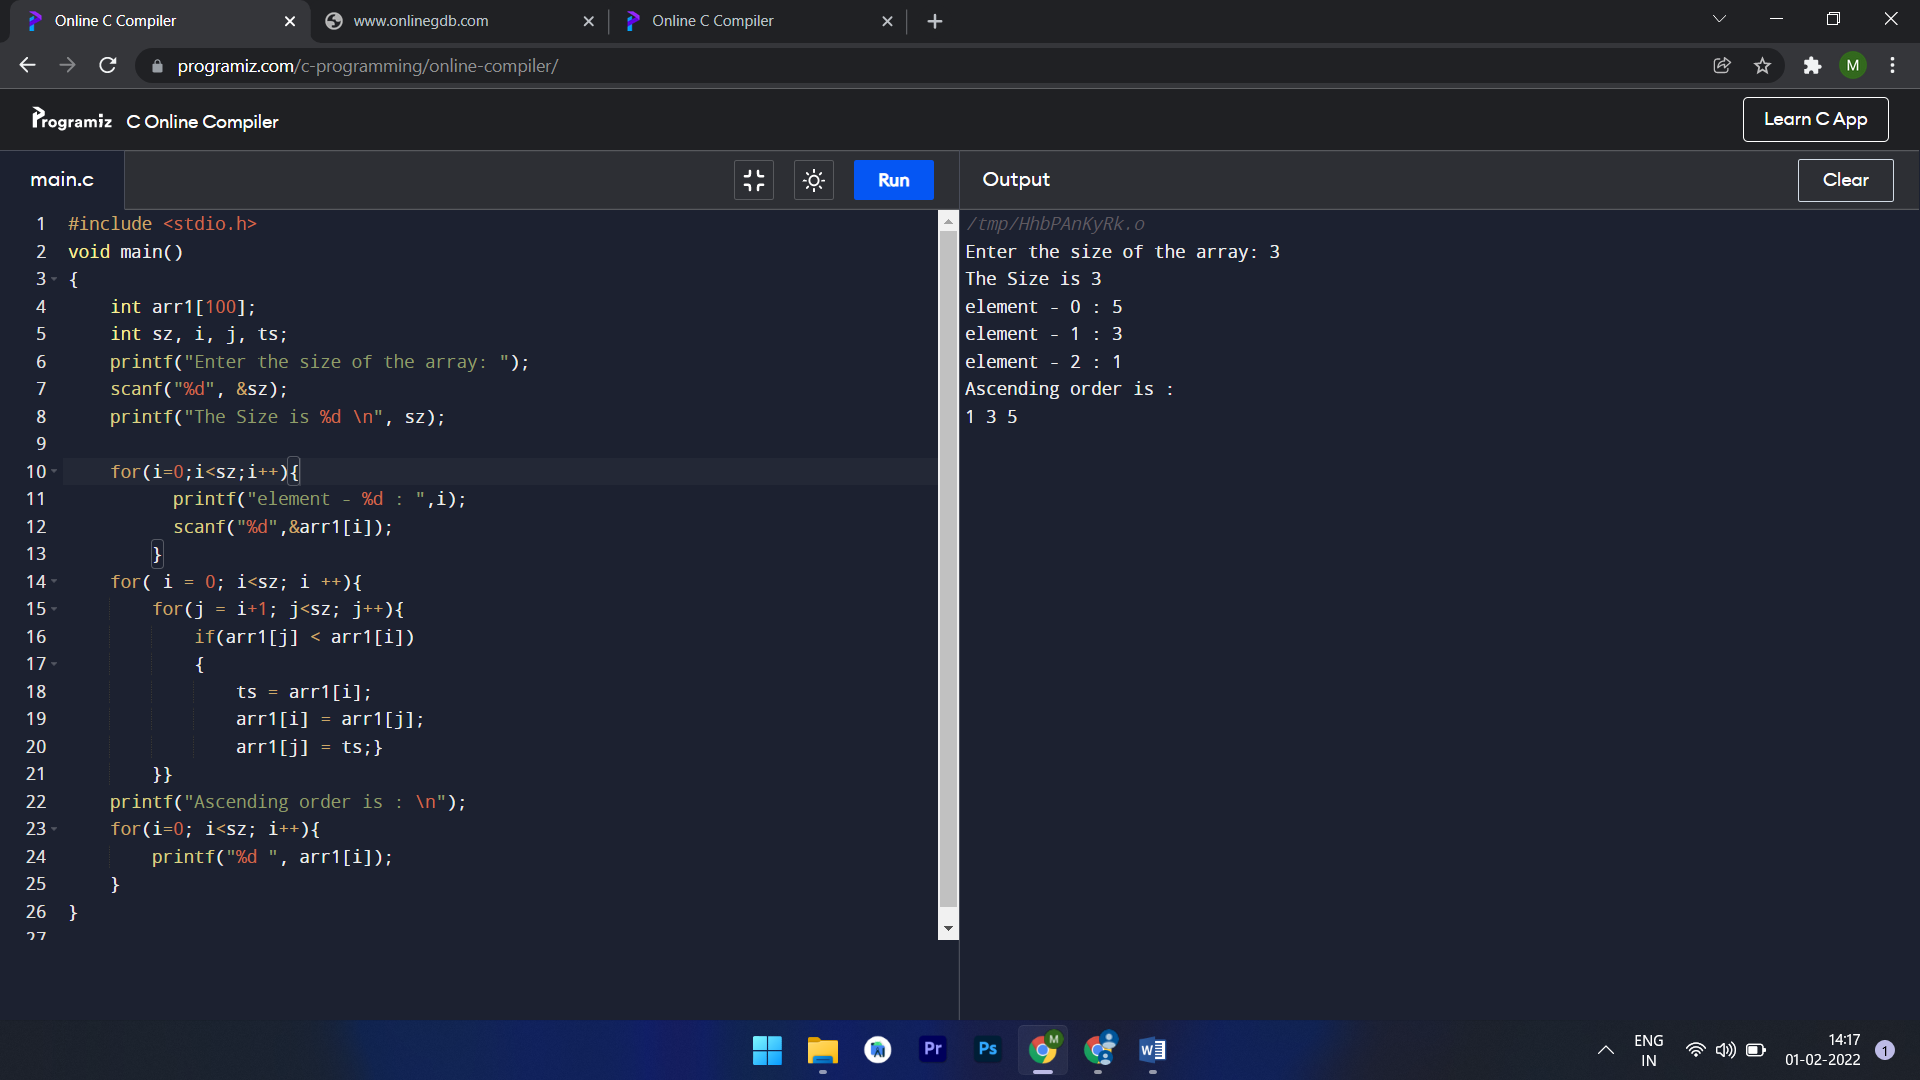 Online C Compiler
www.onlinegdb.com
Online C Compiler
programiz.com/c-programming/online-compiler/
M
Programiz C Online Compiler
Learn C App
main.c
Run
Output
Clear
1 #include <stdio.h>
2 void main()
3 {
4 int arr1[100];
5 int sz, i, j, ts;
6 printf("Enter the size of the array: ");
7 scanf("%d", &sz);
8 printf("The Size is %d \n", sz);
9
10 for(i=0;i<sz;i++){
11 printf("element - %d : ",i);
12 scanf("%d",&arr1[i]);
13 }
14 for( i = 0; i<sz; i ++){
15 for(j = i+1; j<sz; j++){
16 if(arr1[j] < arr1[i])
17 {
18 ts = arr1[i];
19 arr1[i] = arr1[j];
20 arr1[j] = ts;}
21 }}
22 printf("Ascending order is : \n");
23 for(i=0; i<sz; i++){
24 printf("%d ", arr1[i]);
25 }
26 }
27
/tmp/HhbPAnKyRk.o
Enter the size of the array: 3
The Size is 3
element - 0 : 5
element - 1 : 3
element - 2 : 1
Ascending order is :
1 3 5
Pr
Ps
M
W
ENG
IN
14:17
01-02-2022
1